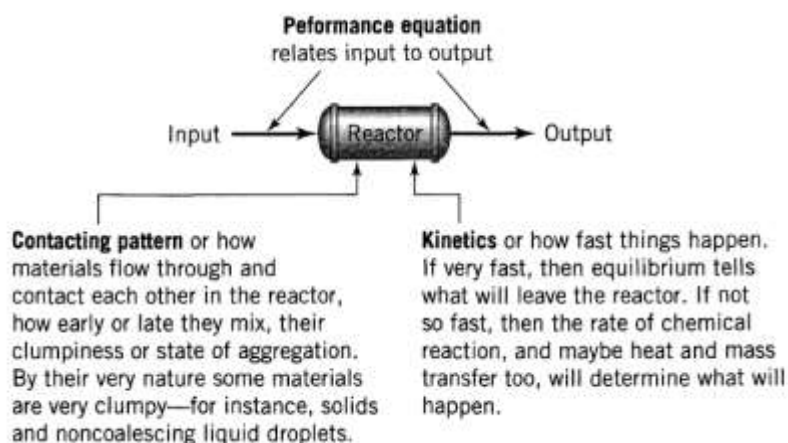 Peformance equation
relates input to output
Input
Reactor
Output
Contacting pattern or how
materials flow through and
contact each other in the reactor,
how early or late they mix, their
clumpiness or state of aggregation.
By their very nature some materials
are very clumpy—for instance, solids
and noncoalescing liquid droplets.
Kinetics or how fast things happen.
If very fast, then equilibrium tells
what will leave the reactor. If not
so fast, then the rate of chemical
reaction, and maybe heat and mass
transfer too, will determine what will
happen.